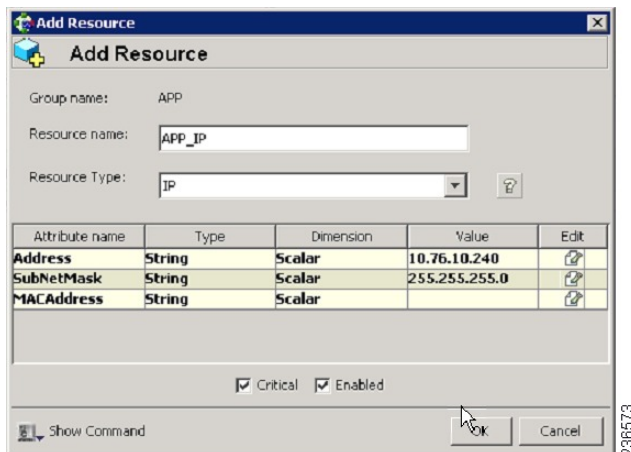 Add Resource
Add Resource
Group name: APP
Resource name: APP_IP
Resource Type: IP
Attribute name Type Dimension Value Edit
Address String Scalar 10.76.10.240
SubNetMask String Scalar 255.255.255.0
MACAddress String Scalar
Critical Enabled
Show Command OK Cancel
236573